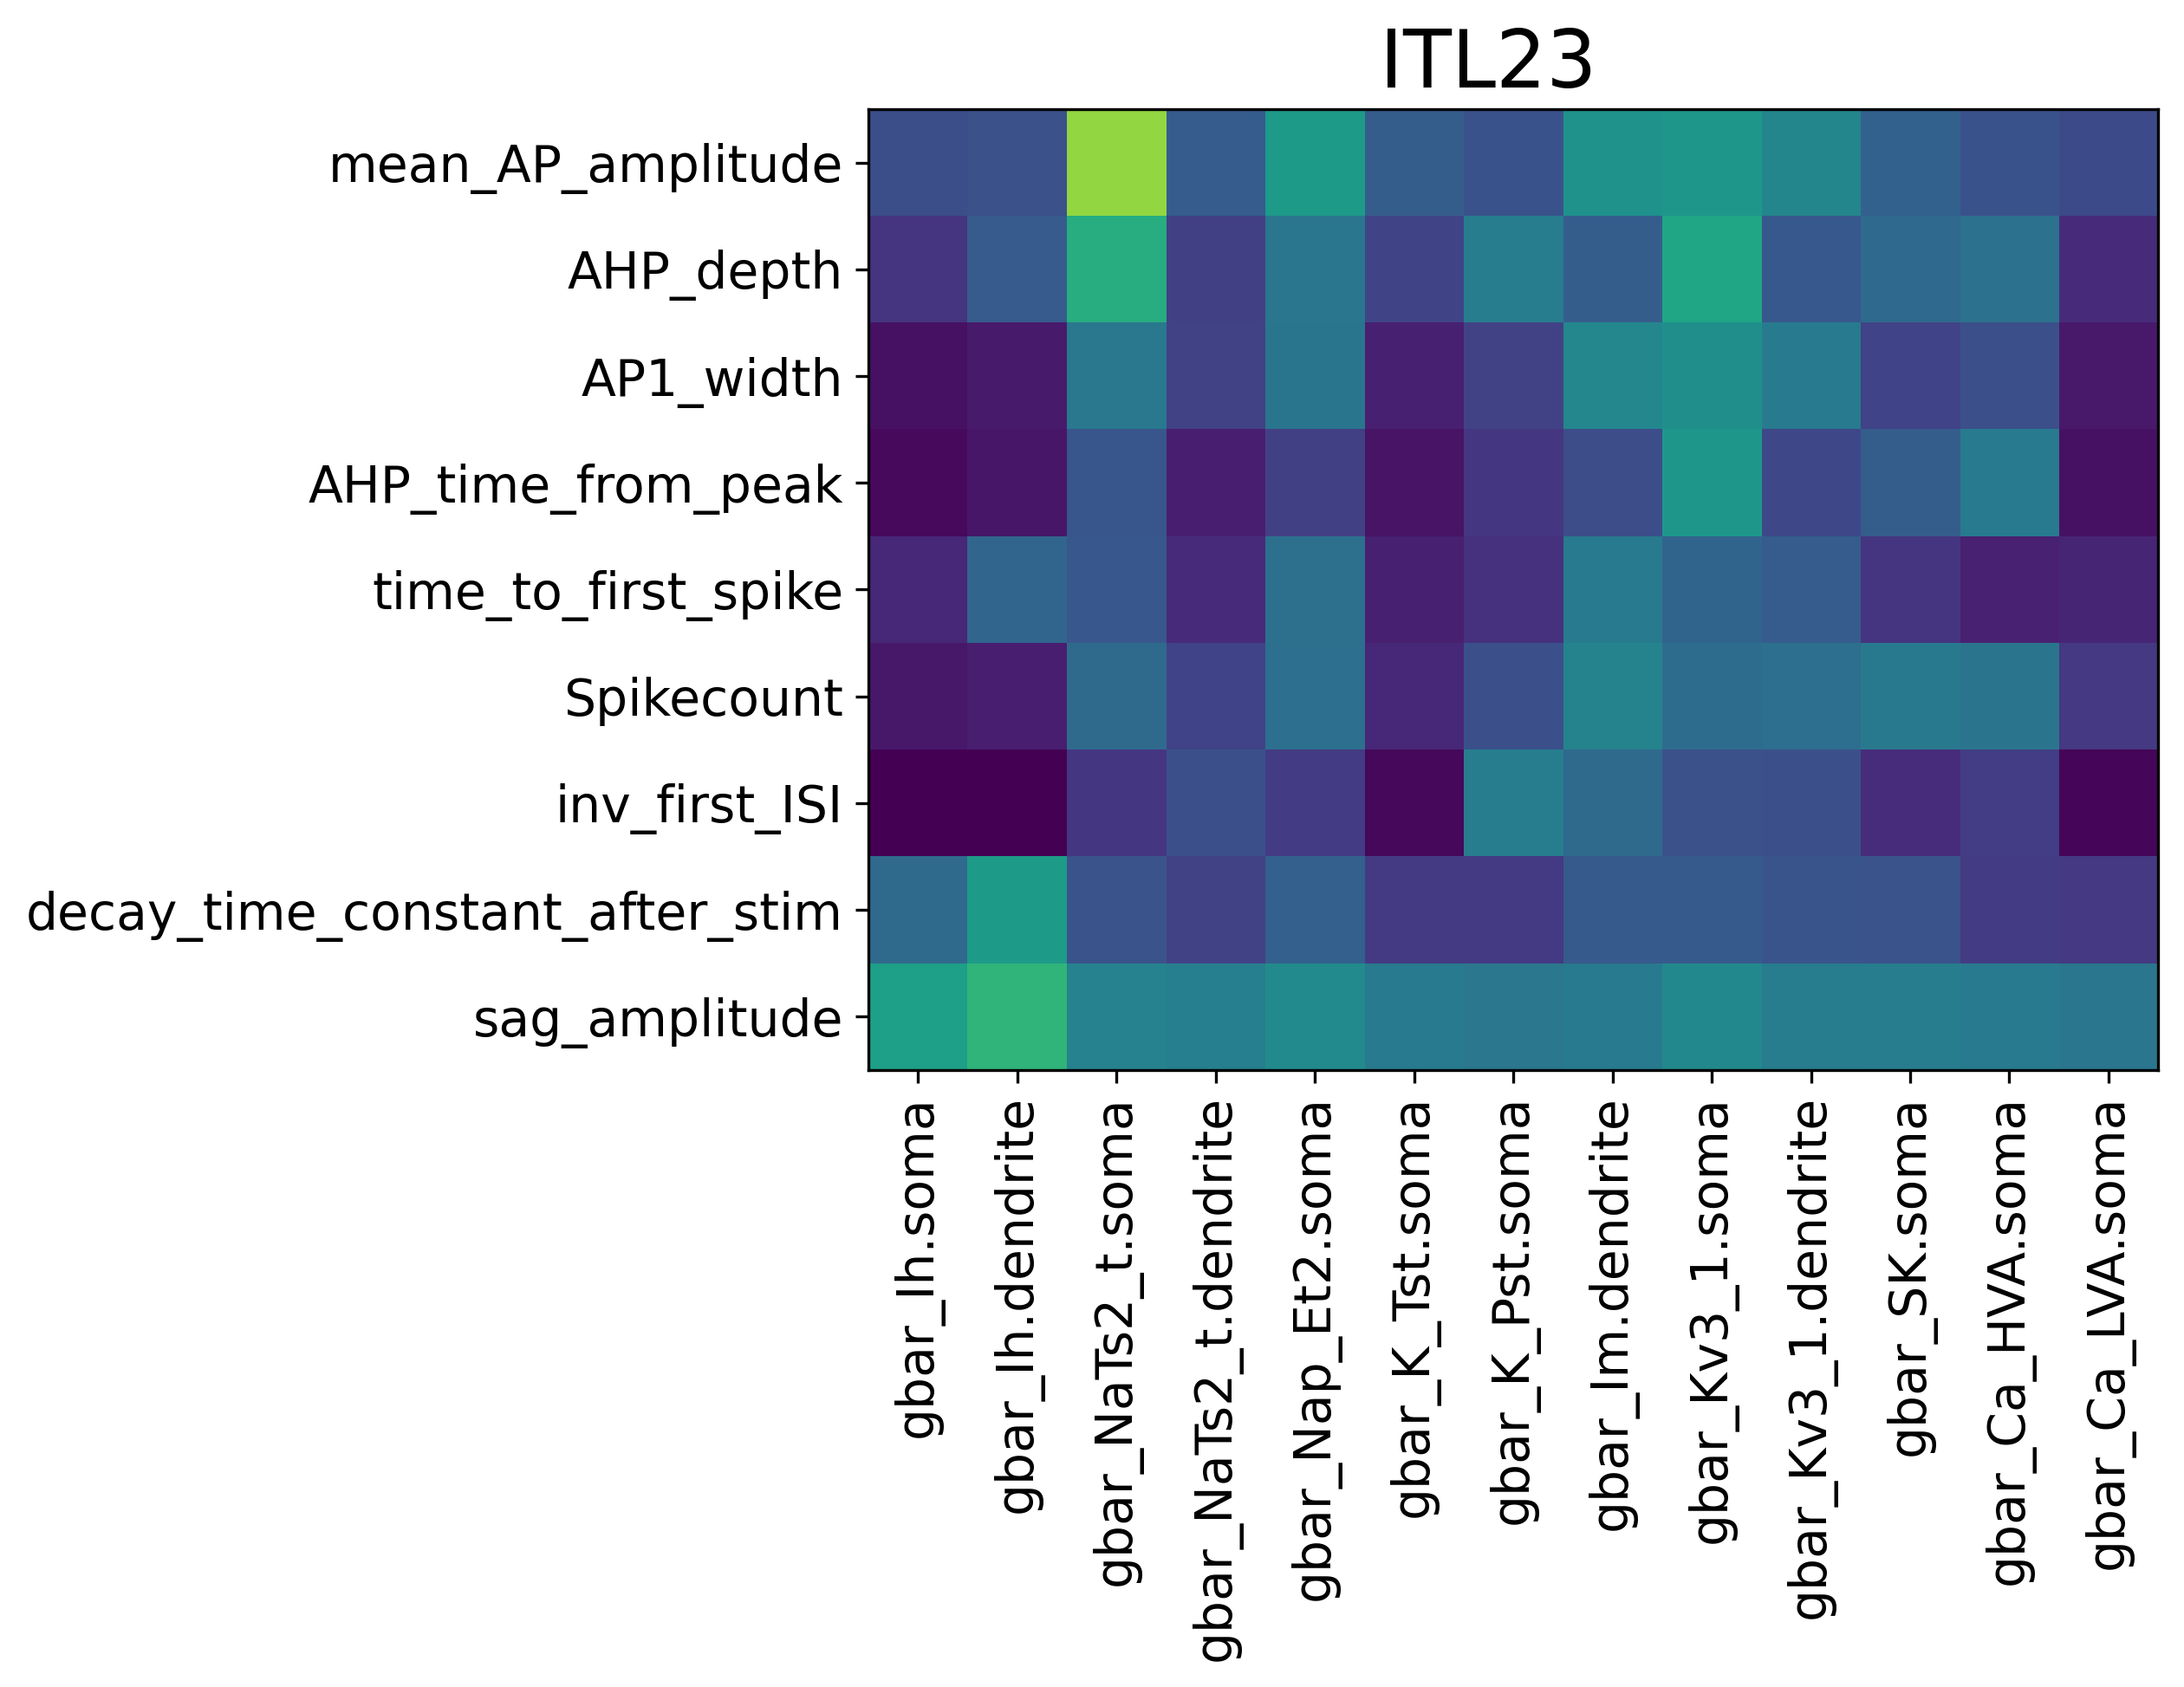 ITL23
mean_AP_amplitude
AHP_depth
AP1_width
AHP_time_from_peak
time_to_first_spike
Spikecount
inv_first_ISI
decay_time_constant_after_stim
sag_amplitude
gbar_Ih.soma
gbar_Ih.dendrite
gbar_NaTs2_t.soma
gbar_NaTs2_t.dendrite
gbar_Nap_Et2.soma
gbar_K_Tst.soma
gbar_K_Pst.soma
gbar_Im.dendrite
gbar_Kv3_1.soma
gbar_Kv3_1.dendrite
gbar_SK.soma
gbar_Ca_HVA.soma
gbar_Ca_LVA.soma